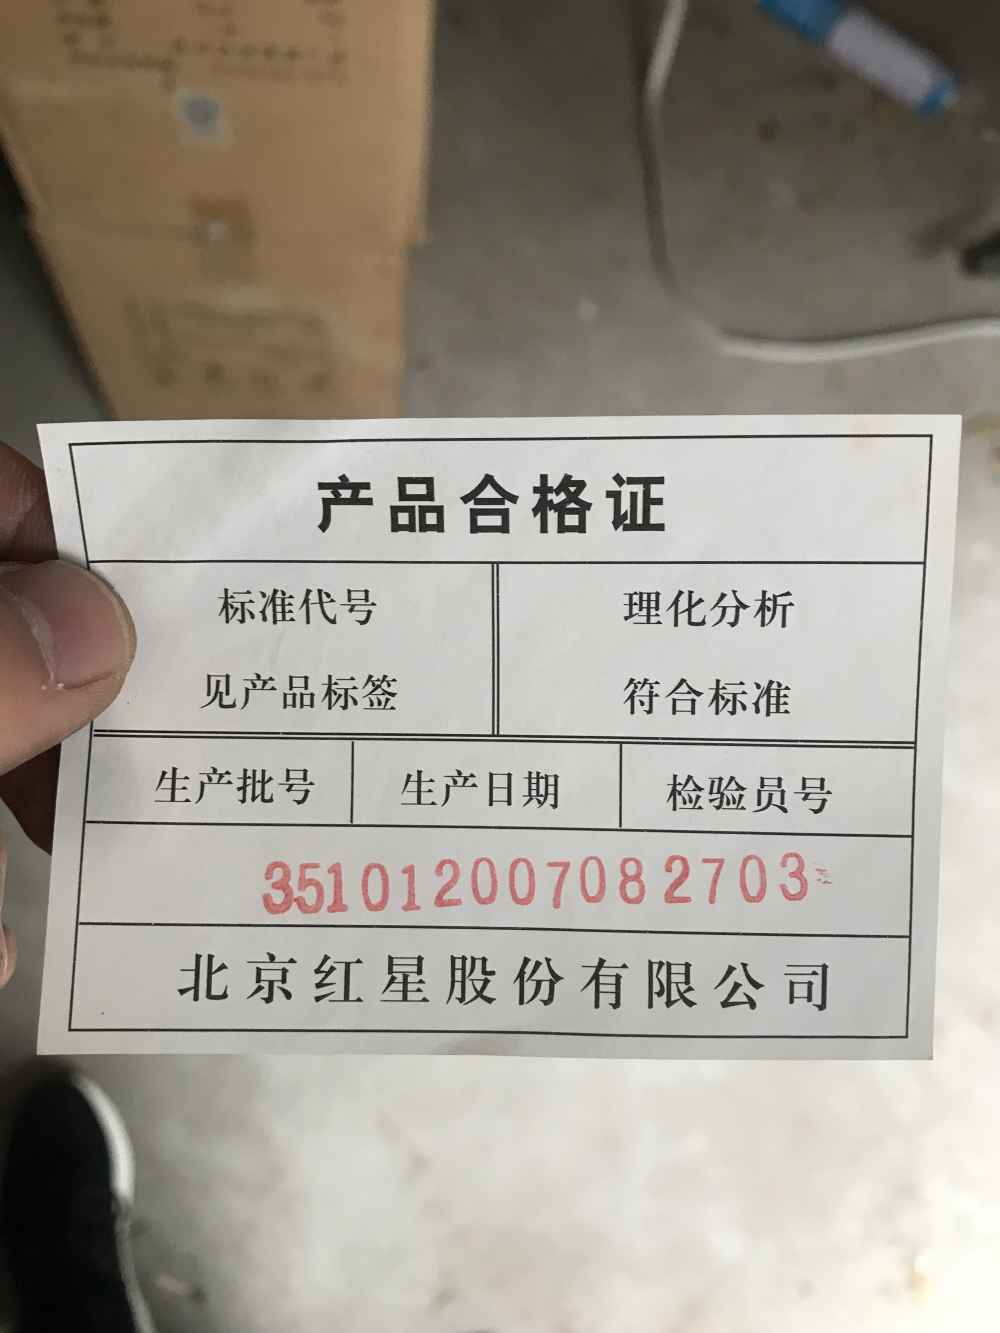 产品合格证
标准代号
理化分析
见产品标签
符合标准
生产批号
生产日期
检验员号
351012007082703
北京红星股份有限公司